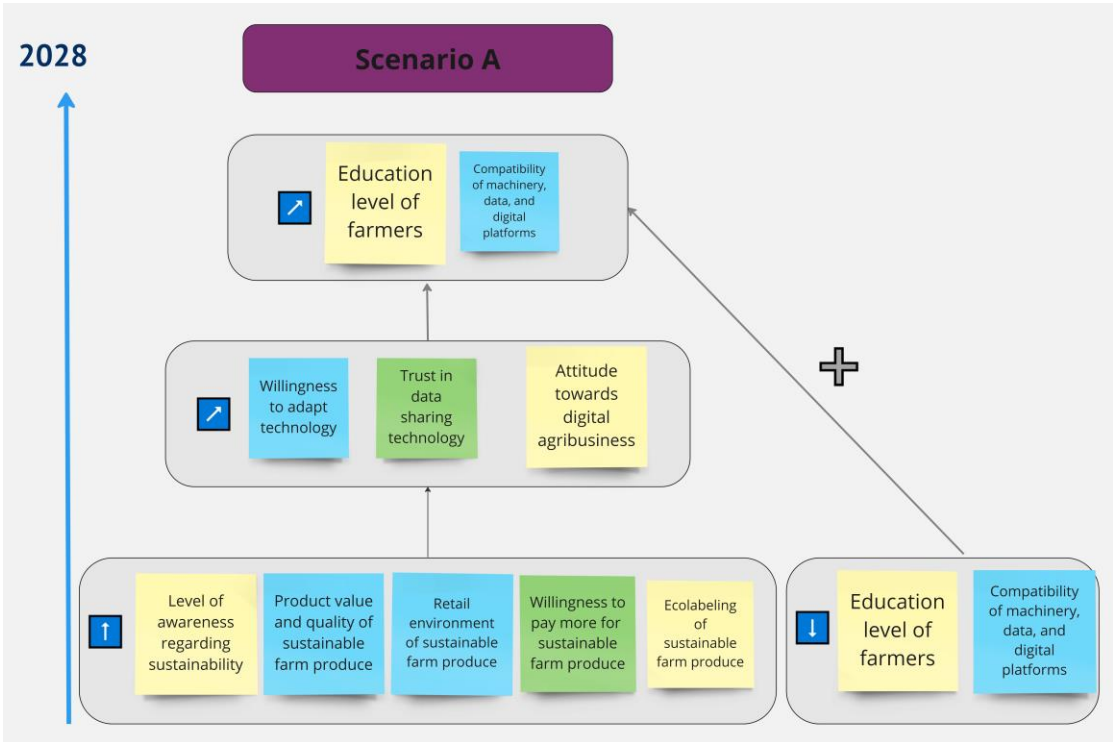 2028
Scenario A
Education
level of
farmers
Compatibility
of machinery,
data, and
digital
platforms
Willingness
to adapt
technology
Trust in
data
sharing
technology
Attitude
towards
digital
agribusiness
Level of
awareness
regarding
sustainability
Product value
and quality of
sustainable
farm produce
Retail
environment
of sustainable
farm produce
Willingness to
pay more for
sustainable
farm produce
Ecolabeling
of
sustainable
farm produce
Education
level of
farmers
Compatibility
of machinery,
data, and
digital
platforms